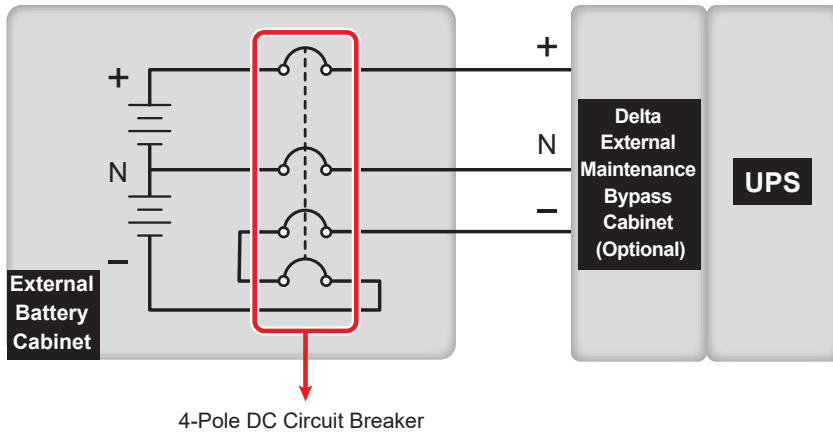 +
N
−
External
Battery
Cabinet
+
N
−
Delta
External
Maintenance
Bypass
Cabinet
(Optional)
UPS
4-Pole DC Circuit Breaker